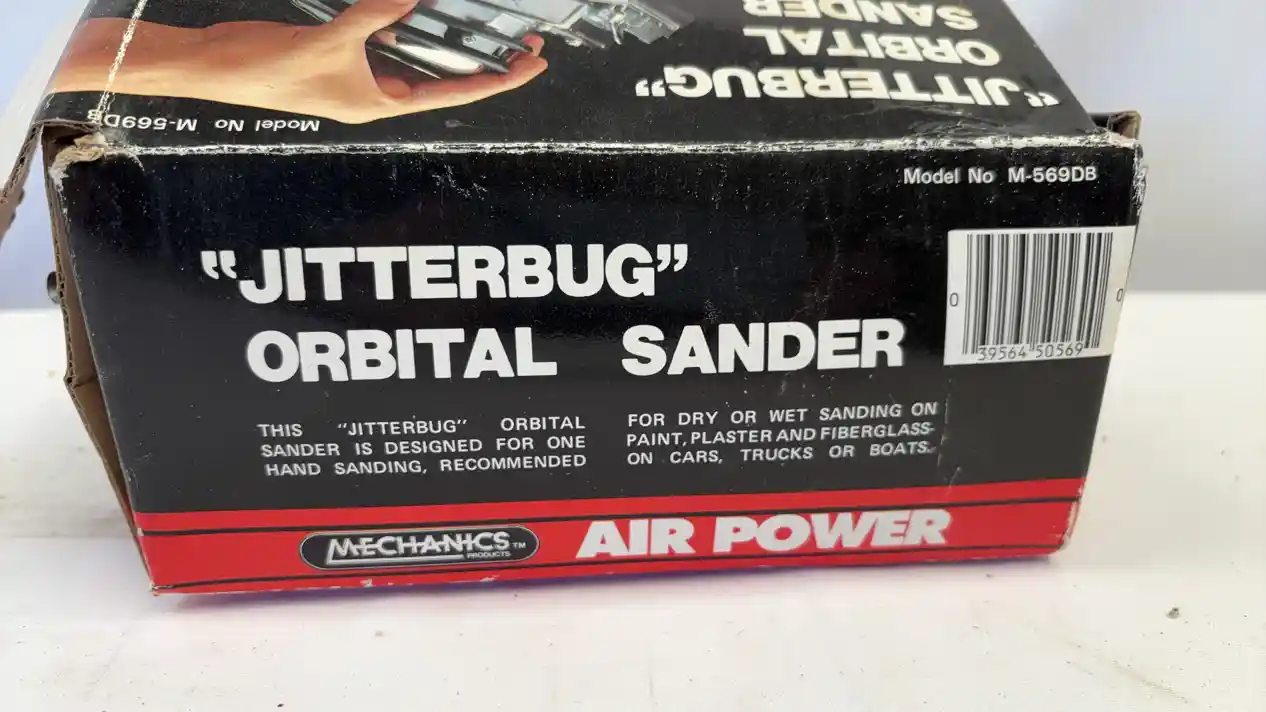 SANDER
ORBITAL
"JITTERBUG"
Model No M-569DB
Model No M-569DB
"JITTERBUG"
ORBITAL SANDER
0 39564 50569 0
THIS "JITTERBUG" ORBITAL
SANDER IS DESIGNED FOR ONE
HAND SANDING, RECOMMENDED
FOR DRY OR WET SANDING ON
PAINT, PLASTER AND FIBERGLASS
ON CARS, TRUCKS OR BOATS.
MECHANICS TM
PRODUCTS
AIR POWER